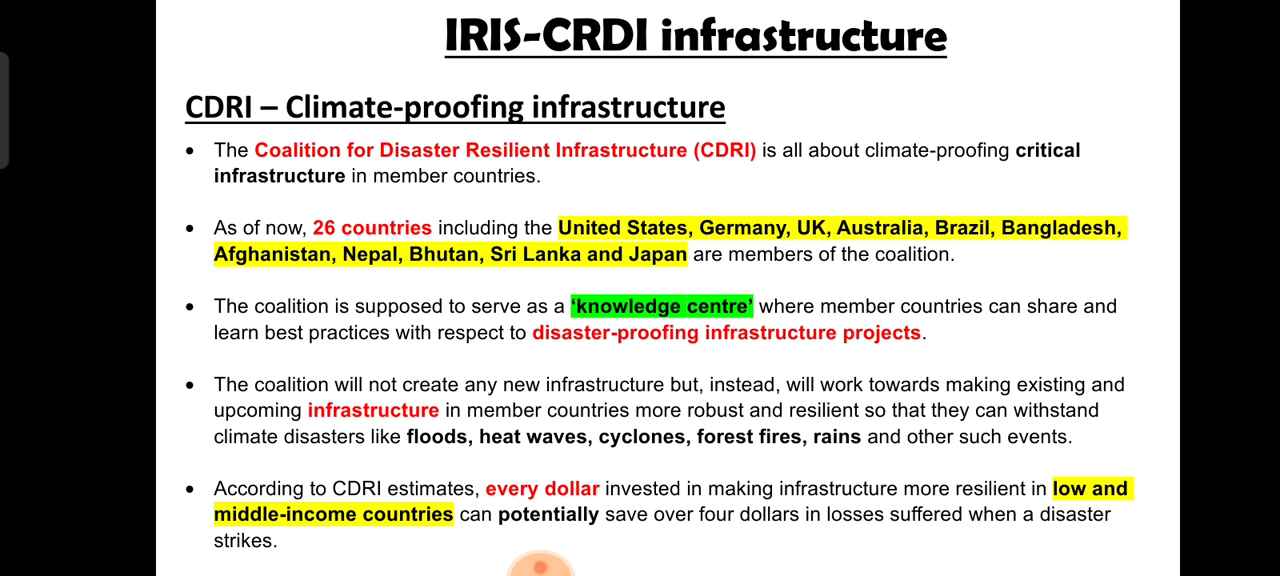 IRIS-CRDI infrastructure
CDRI – Climate-proofing infrastructure
• The Coalition for Disaster Resilient Infrastructure (CDRI) is all about climate-proofing critical
infrastructure in member countries.
• As of now, 26 countries including the United States, Germany, UK, Australia, Brazil, Bangladesh,
Afghanistan, Nepal, Bhutan, Sri Lanka and Japan are members of the coalition.
• The coalition is supposed to serve as a ‘knowledge centre’ where member countries can share and
learn best practices with respect to disaster-proofing infrastructure projects.
• The coalition will not create any new infrastructure but, instead, will work towards making existing and
upcoming infrastructure in member countries more robust and resilient so that they can withstand
climate disasters like floods, heat waves, cyclones, forest fires, rains and other such events.
• According to CDRI estimates, every dollar invested in making infrastructure more resilient in low and
middle-income countries can potentially save over four dollars in losses suffered when a disaster
strikes.